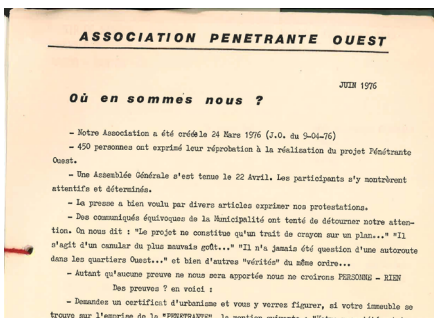 ASSOCIATION PENETRANTE OUEST
JUIN 1976
Où en sommes nous ?
- Notre Association a été créée le 24 Mars 1976 (J.O. du 9-04-76)
- 450 personnes ont exprimé leur réprobation à la réalisation du projet Pénétrante
Ouest.
- Une Assemblée Générale s'est tenue le 22 Avril. Les participants s'y montrèrent
attentifs et déterminés.
- La presse a bien voulu par divers articles exprimer nos protestations.
- Des communiqués équivoques de la Municipalité ont tenté de détourner notre atten-
tion. On nous dit : "Le projet ne constitue qu'un trait de crayon sur un plan..." "Il
s'agit d'un canular du plus mauvais goût..." "Il n'a jamais été question d'une autoroute
dans les quartiers Ouest..." et bien d'autres "vérités" du même ordre...
- Autant qu'aucune preuve ne nous sera apportée nous ne croirons PERSONNE - RIEN
Des preuves ? en voici :
- Demandes un certificat d'urbanisme et vous y verrez figurer, si votre immeuble se
trouve sur l'emprise de la "PENETRANTE", la mention suivante :